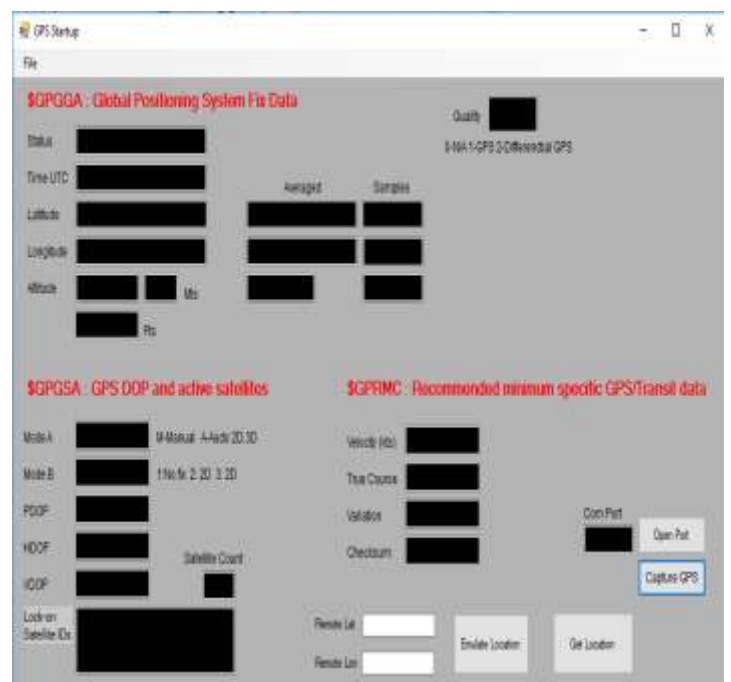 GPS Startup
File
$GPGGA : Global Positioning System Fix Data
Quality
0-N/A 1-GPS 2-Differendial GPS
Status
Time UTC
Averaged Samples
Latitude
Longitude
Altitude Mts
Fts
$GPGSA : GPS DOP and active satellites
$GPRMC : Recommended minimum specific GPS/Transit data
Mode A M-Manual A-Auto 2D,3D
Velocity (kts)
Mode B 1:No fix 2: 2D 3: 2D
True Course
PDOP
Variation Com Port
HDOP Satellite Count
Checksum Open Port
VDOP
Capture GPS
Lock-on
Satellite IDs
Remote Lat
Emulate Location Get Location
Remote Lon